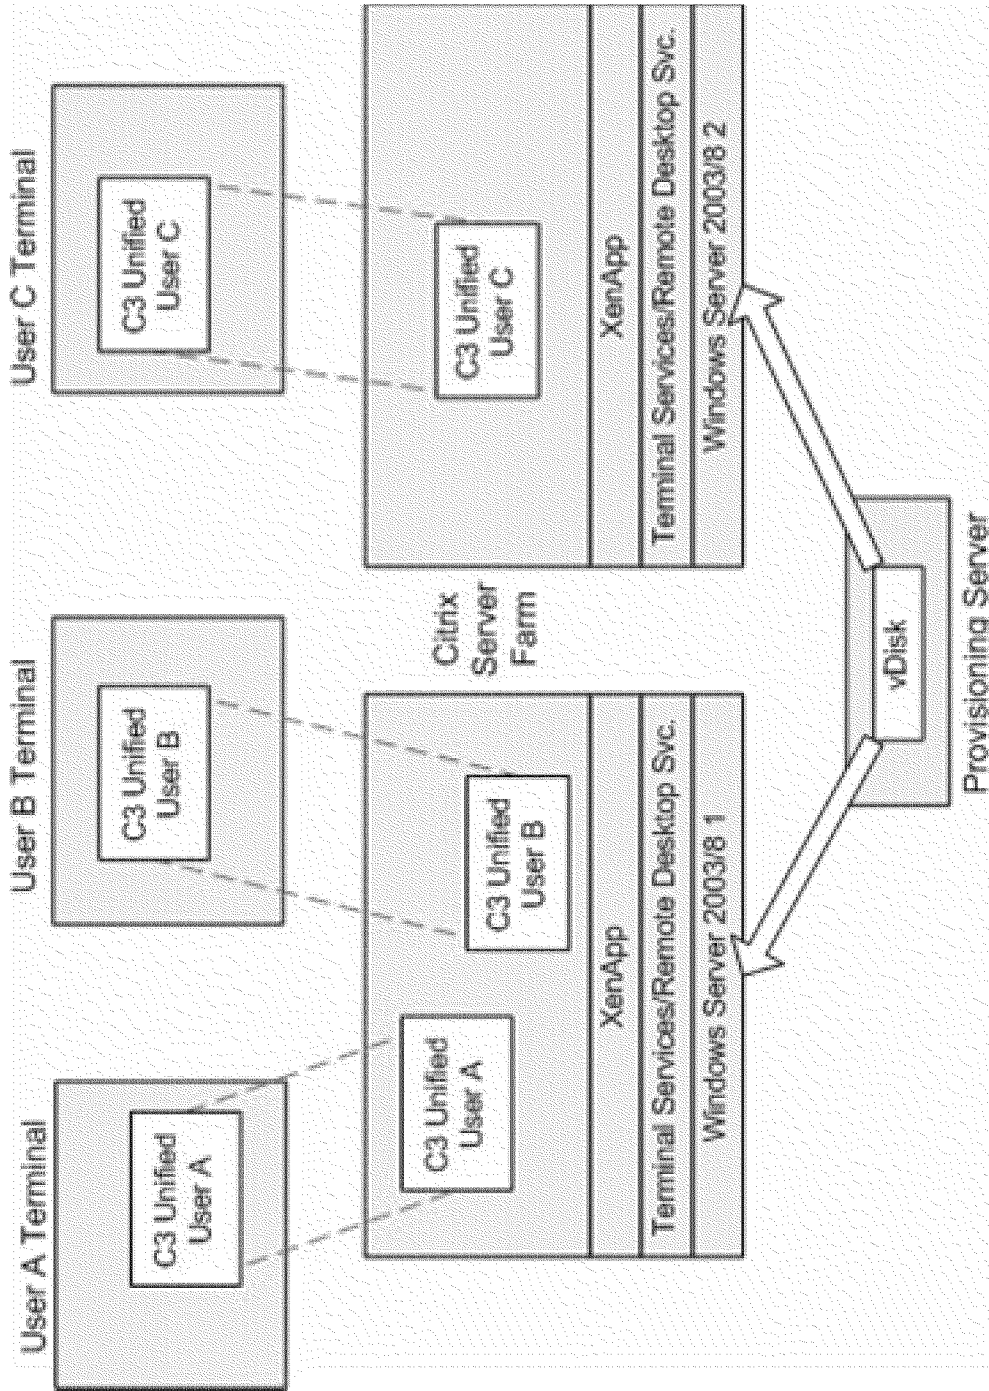 User A Terminal
C3 Unified
User A
User B Terminal
C3 Unified
User B
User C Terminal
C3 Unified
User C
C3 Unified
User A
C3 Unified
User B
XenApp
Terminal Services/Remote Desktop Svc.
Windows Server 2003/8 1
Citrix
Server
Farm
C3 Unified
User C
XenApp
Terminal Services/Remote Desktop Svc.
Windows Server 2003/8 2
vDisk
Provisioning Server